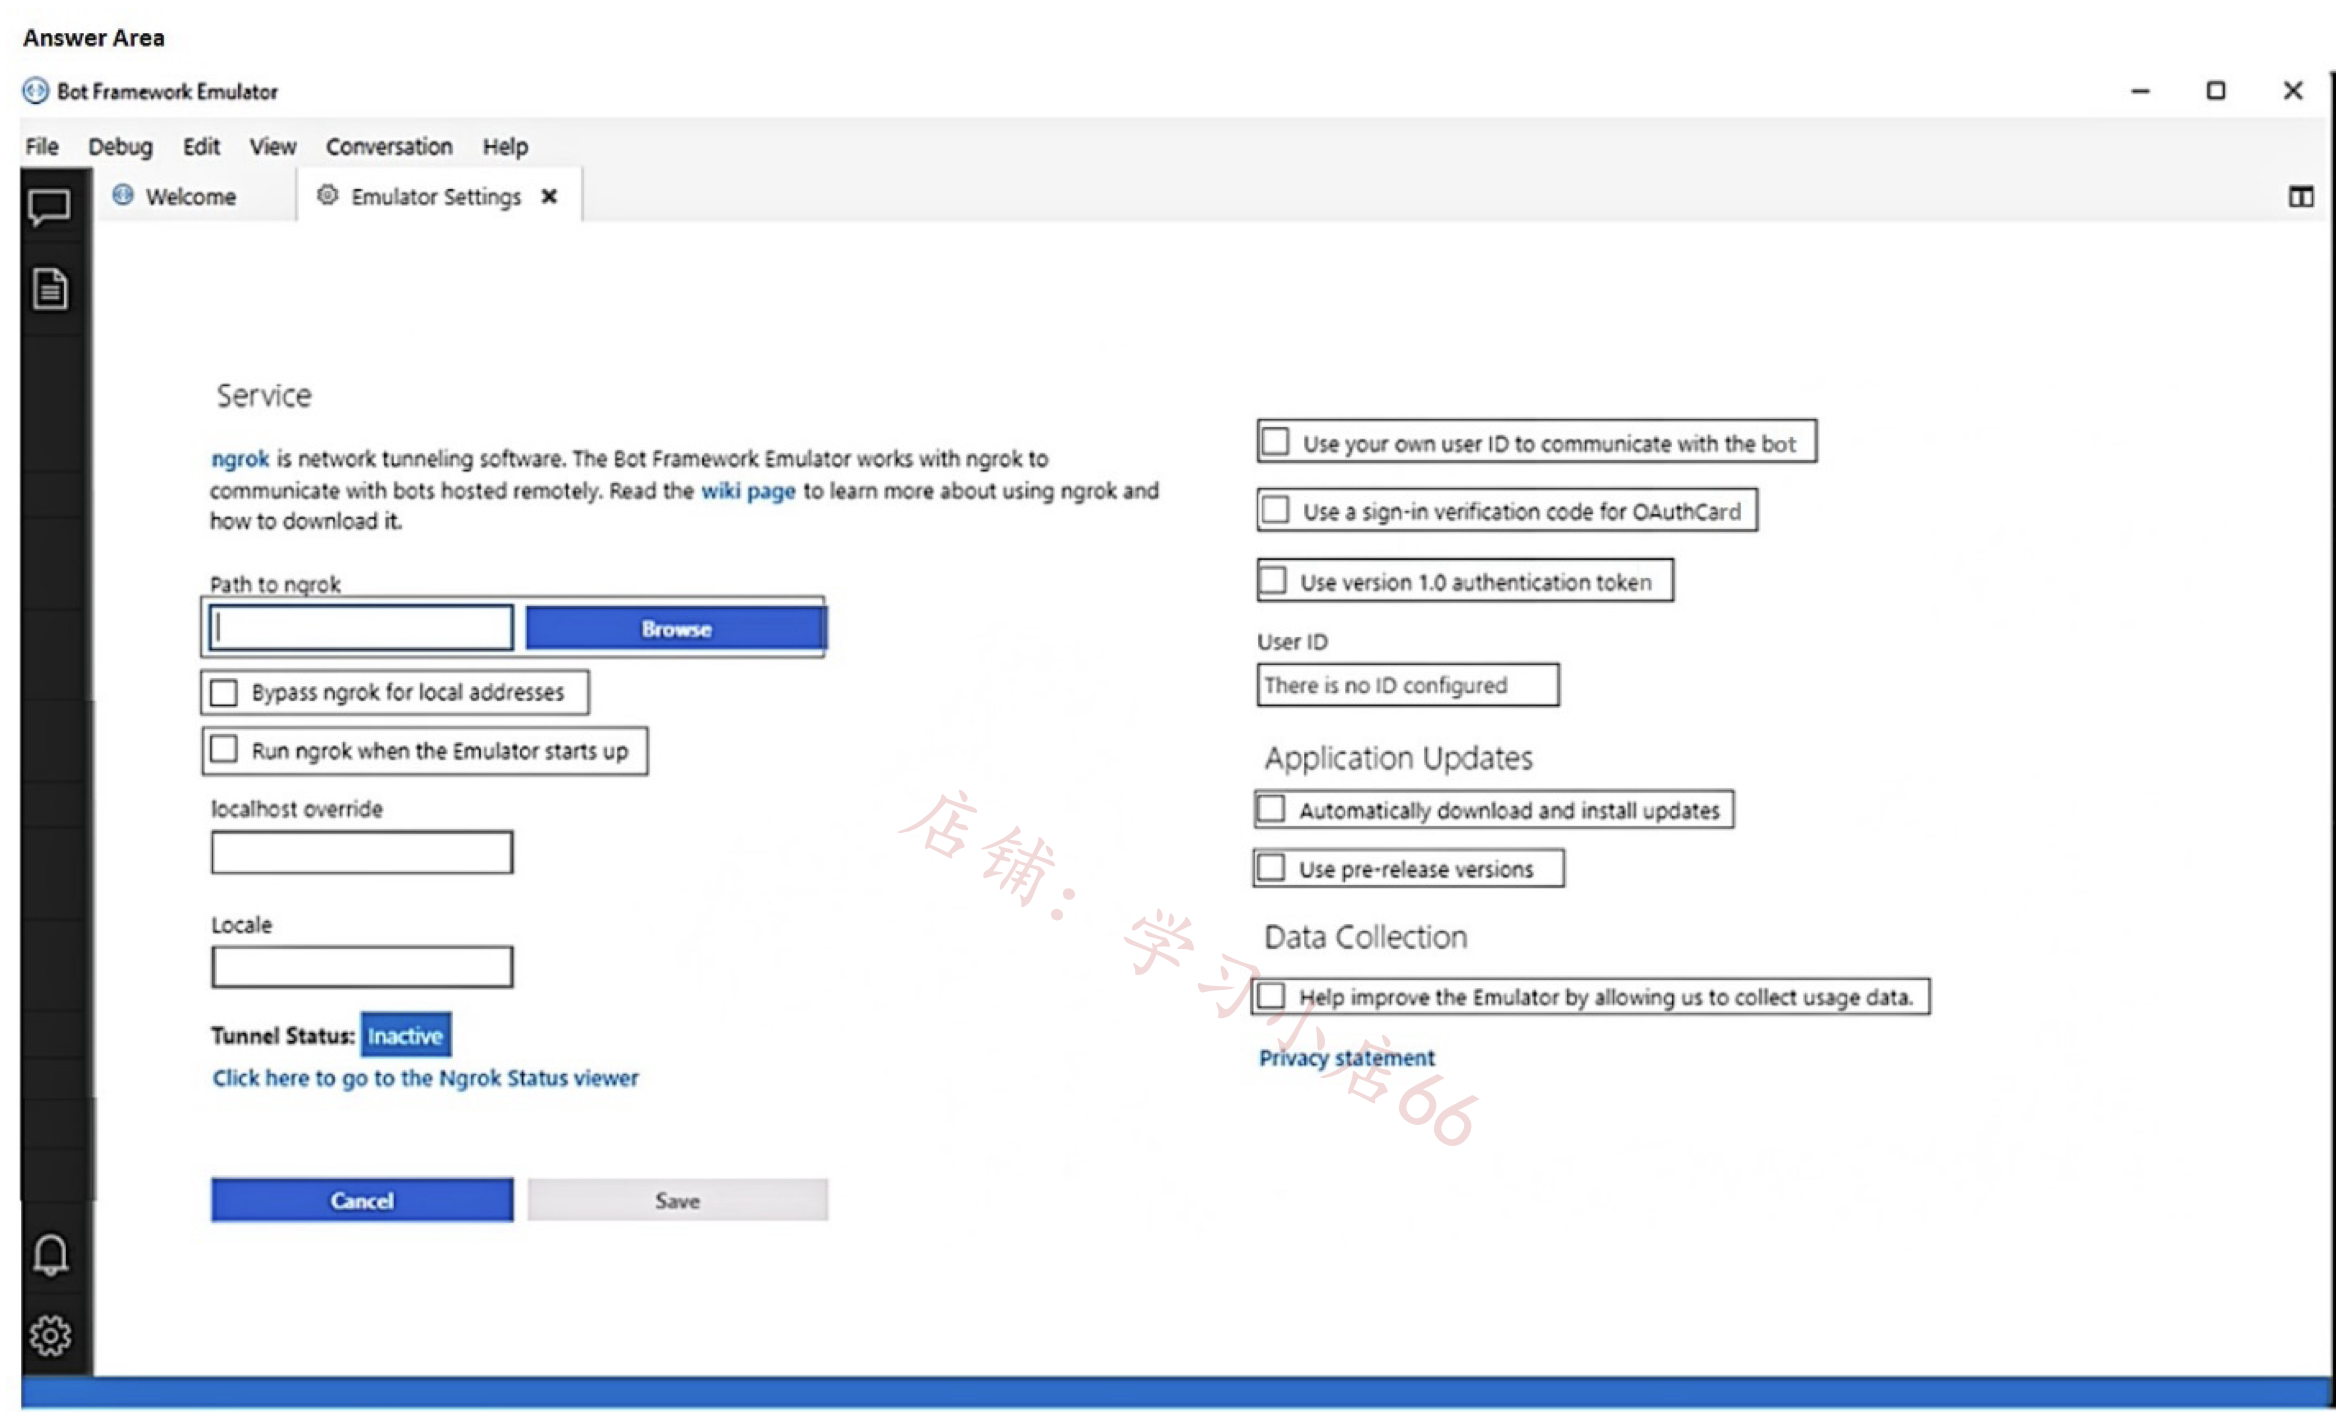 Answer Area
Bot Framework Emulator
File Debug Edit View Conversation Help
Welcome Emulator Settings
Service
ngrok is network tunneling software. The Bot Framework Emulator works with ngrok to
communicate with bots hosted remotely. Read the wiki page to learn more about using ngrok and
how to download it.
Path to ngrok
Browse
Bypass ngrok for local addresses
Run ngrok when the Emulator starts up
localhost override
Locale
Tunnel Status: Inactive
Click here to go to the Ngrok Status viewer
Cancel Save
Use your own user ID to communicate with the bot
Use a sign-in verification code for OAuthCard
Use version 1.0 authentication token
User ID
There is no ID configured
Application Updates
Automatically download and install updates
Use pre-release versions
Data Collection
Help improve the Emulator by allowing us to collect usage data.
Privacy statement
店铺：学习小店66